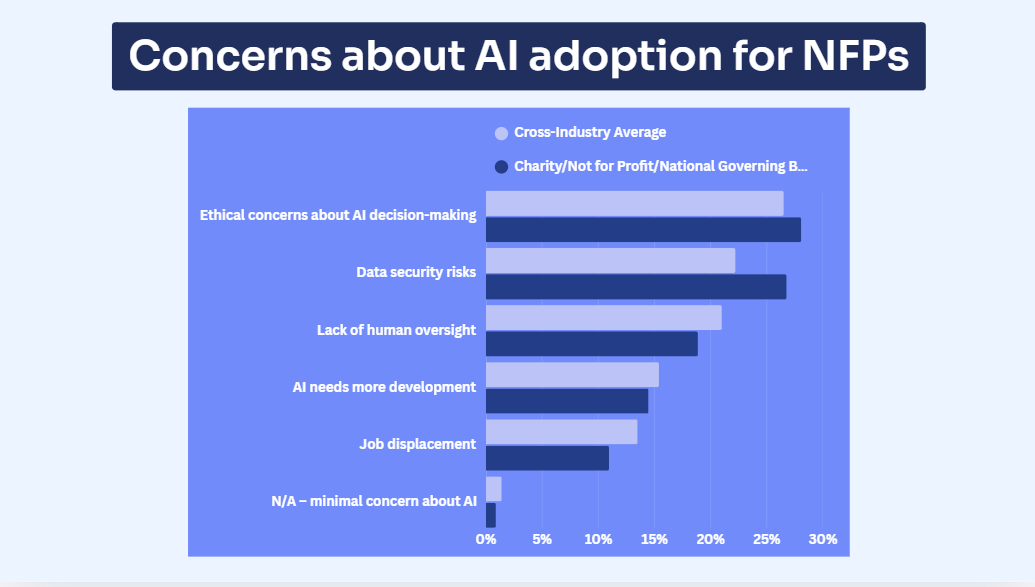 Concerns about AI adoption for NFPs
Cross-Industry Average
Charity/Not for Profit/National Governing B...
Ethical concerns about AI decision-making
Data security risks
Lack of human oversight
AI needs more development
Job displacement
N/A – minimal concern about AI
0% 5% 10% 15% 20% 25% 30%